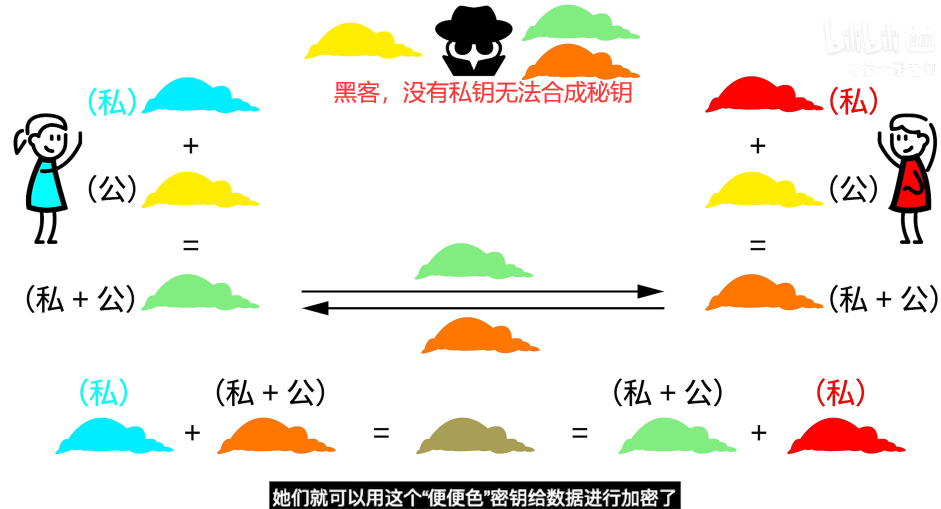 bilibili
黑客，没有私钥无法合成秘钥
（私）
（私）
+
+
（公）
（公）
=
=
（私 + 公）
（私 + 公）
（私）
（私 + 公）
（私 + 公）
（私）
+
=
=
+
她们就可以用这个“便便色”密钥给数据进行加密了